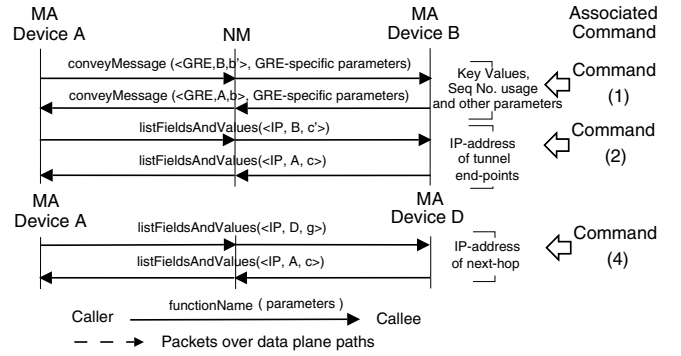 MA
Device A
NM
MA
Device B
Associated
Command
conveyMessage (<GRE,B,b'>, GRE-specific parameters)
conveyMessage (<GRE,A,b>, GRE-specific parameters)
Key Values,
Seq No. usage
and other parameters
Command
(1)
listFieldsAndValues(<IP, B, c'>)
listFieldsAndValues(<IP, A, c>)
IP-address
of tunnel
end-points
Command
(2)
MA
Device A
MA
Device D
listFieldsAndValues(<IP, D, g>)
listFieldsAndValues(<IP, A, c>)
IP-address
of next-hop
Command
(4)
Caller
functionName ( parameters )
Callee
Packets over data plane paths